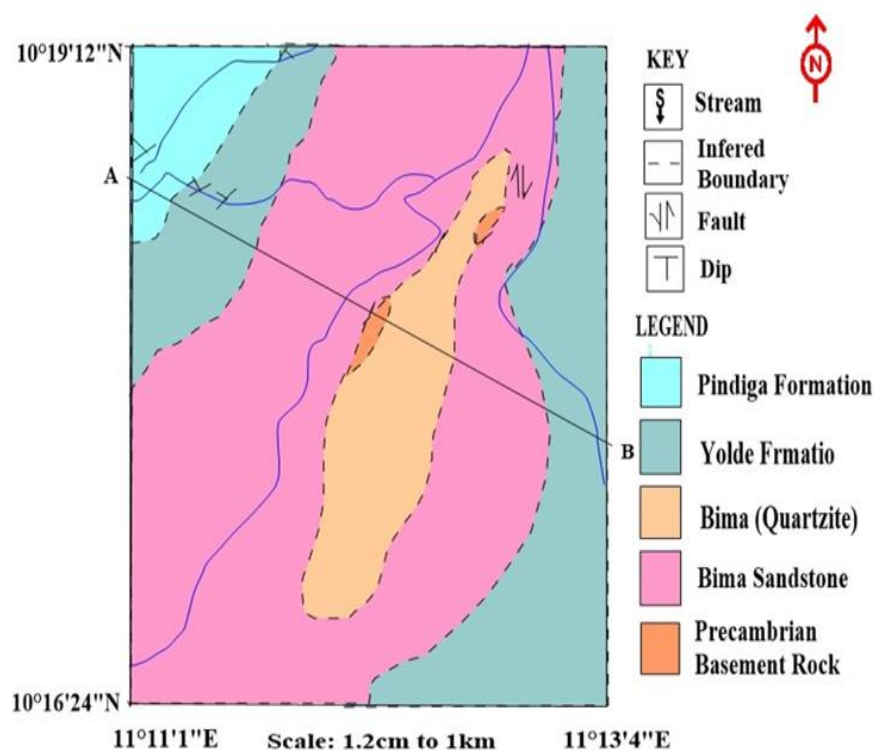 10°19'12"N
A
B
10°16'24"N
11°11'1"E
Scale: 1.2cm to 1km
11°13'4"E
N
KEY
S
Stream
Infered
Boundary
Fault
Dip
LEGEND
Pindiga Formation
Yolde Frmatio
Bima (Quartzite)
Bima Sandstone
Precambrian
Basement Rock